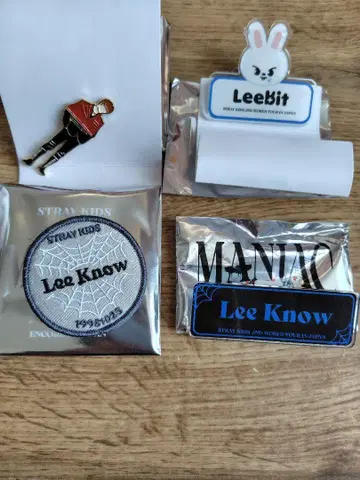 Leebit
STRAY KIDS 2ND WORLD TOUR IN JAPAN
STRAY KIDS
STRAY KIDS
Lee Know
19981025
MANIAC
Lee Know
STRAY KIDS 2ND WORLD TOUR IN JAPAN